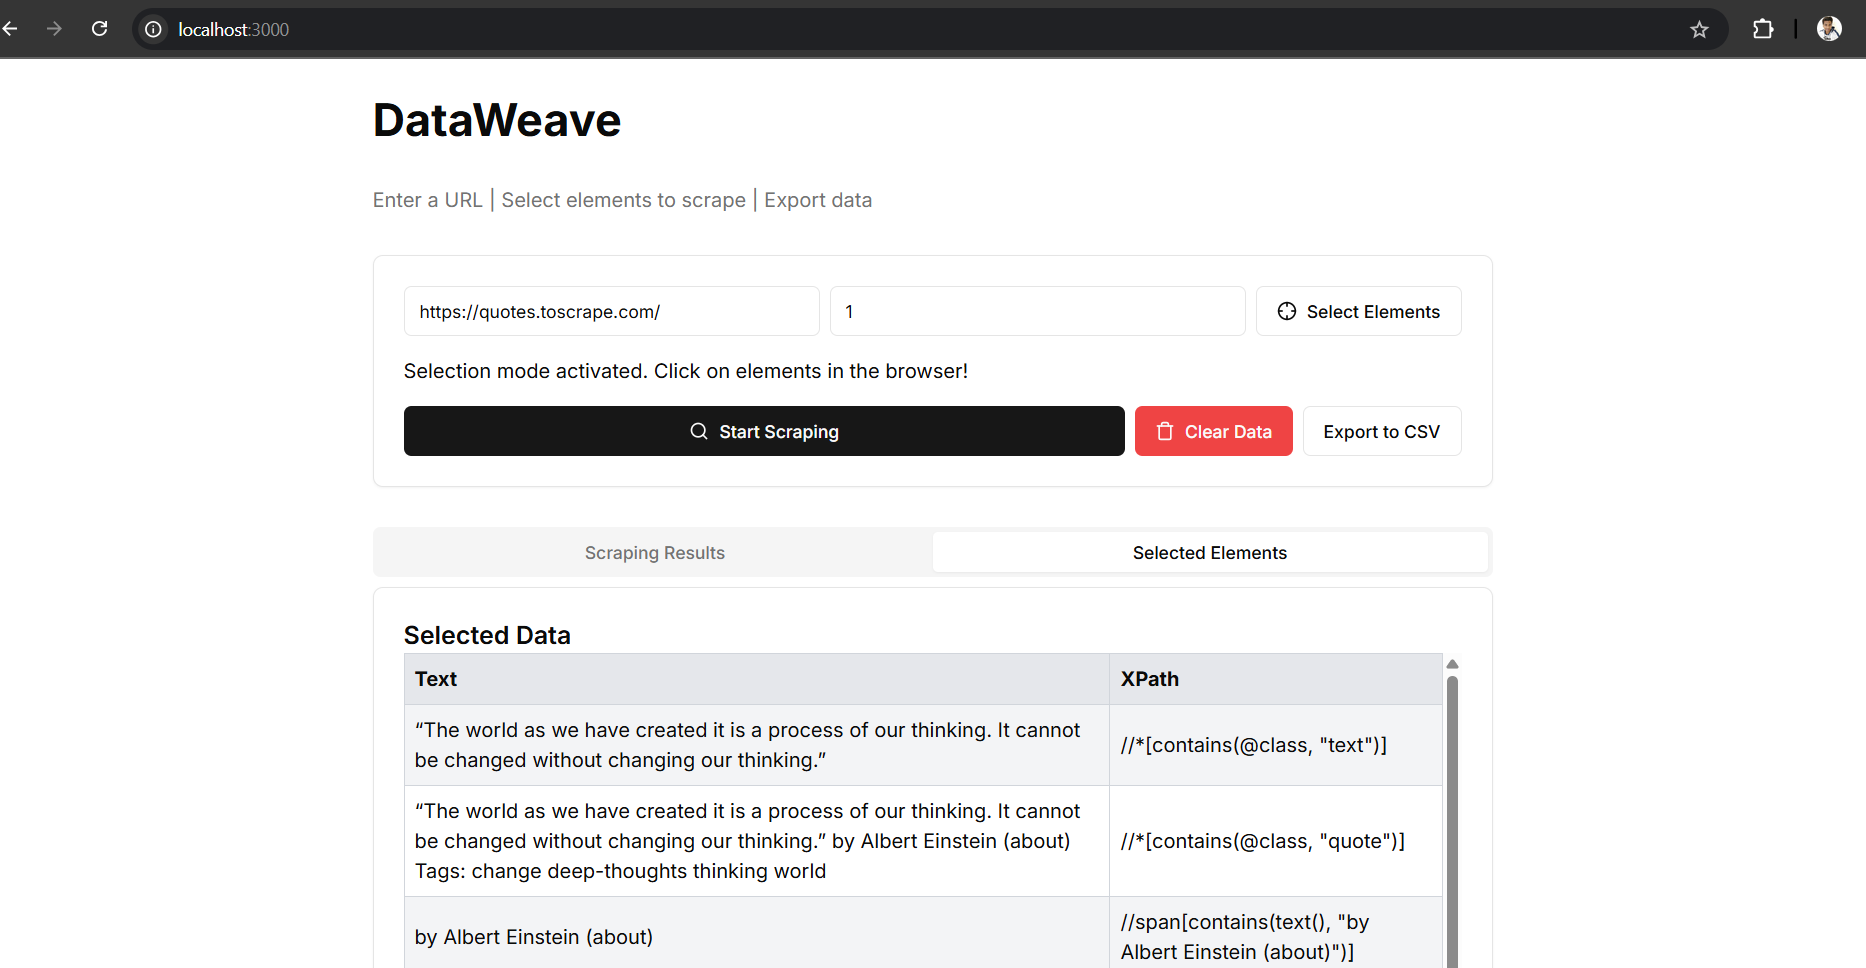 localhost:3000
DataWeave
Enter a URL | Select elements to scrape | Export data
https://quotes.toscrape.com/
1
Select Elements
Selection mode activated. Click on elements in the browser!
Start Scraping
Clear Data
Export to CSV
Scraping Results
Selected Elements
Selected Data
Text
XPath
“The world as we have created it is a process of our thinking. It cannot
be changed without changing our thinking.”
//*[contains(@class, "text")]
“The world as we have created it is a process of our thinking. It cannot
be changed without changing our thinking.” by Albert Einstein (about)
Tags: change deep-thoughts thinking world
//*[contains(@class, "quote")]
by Albert Einstein (about)
//span[contains(text(), "by
Albert Einstein (about)")]